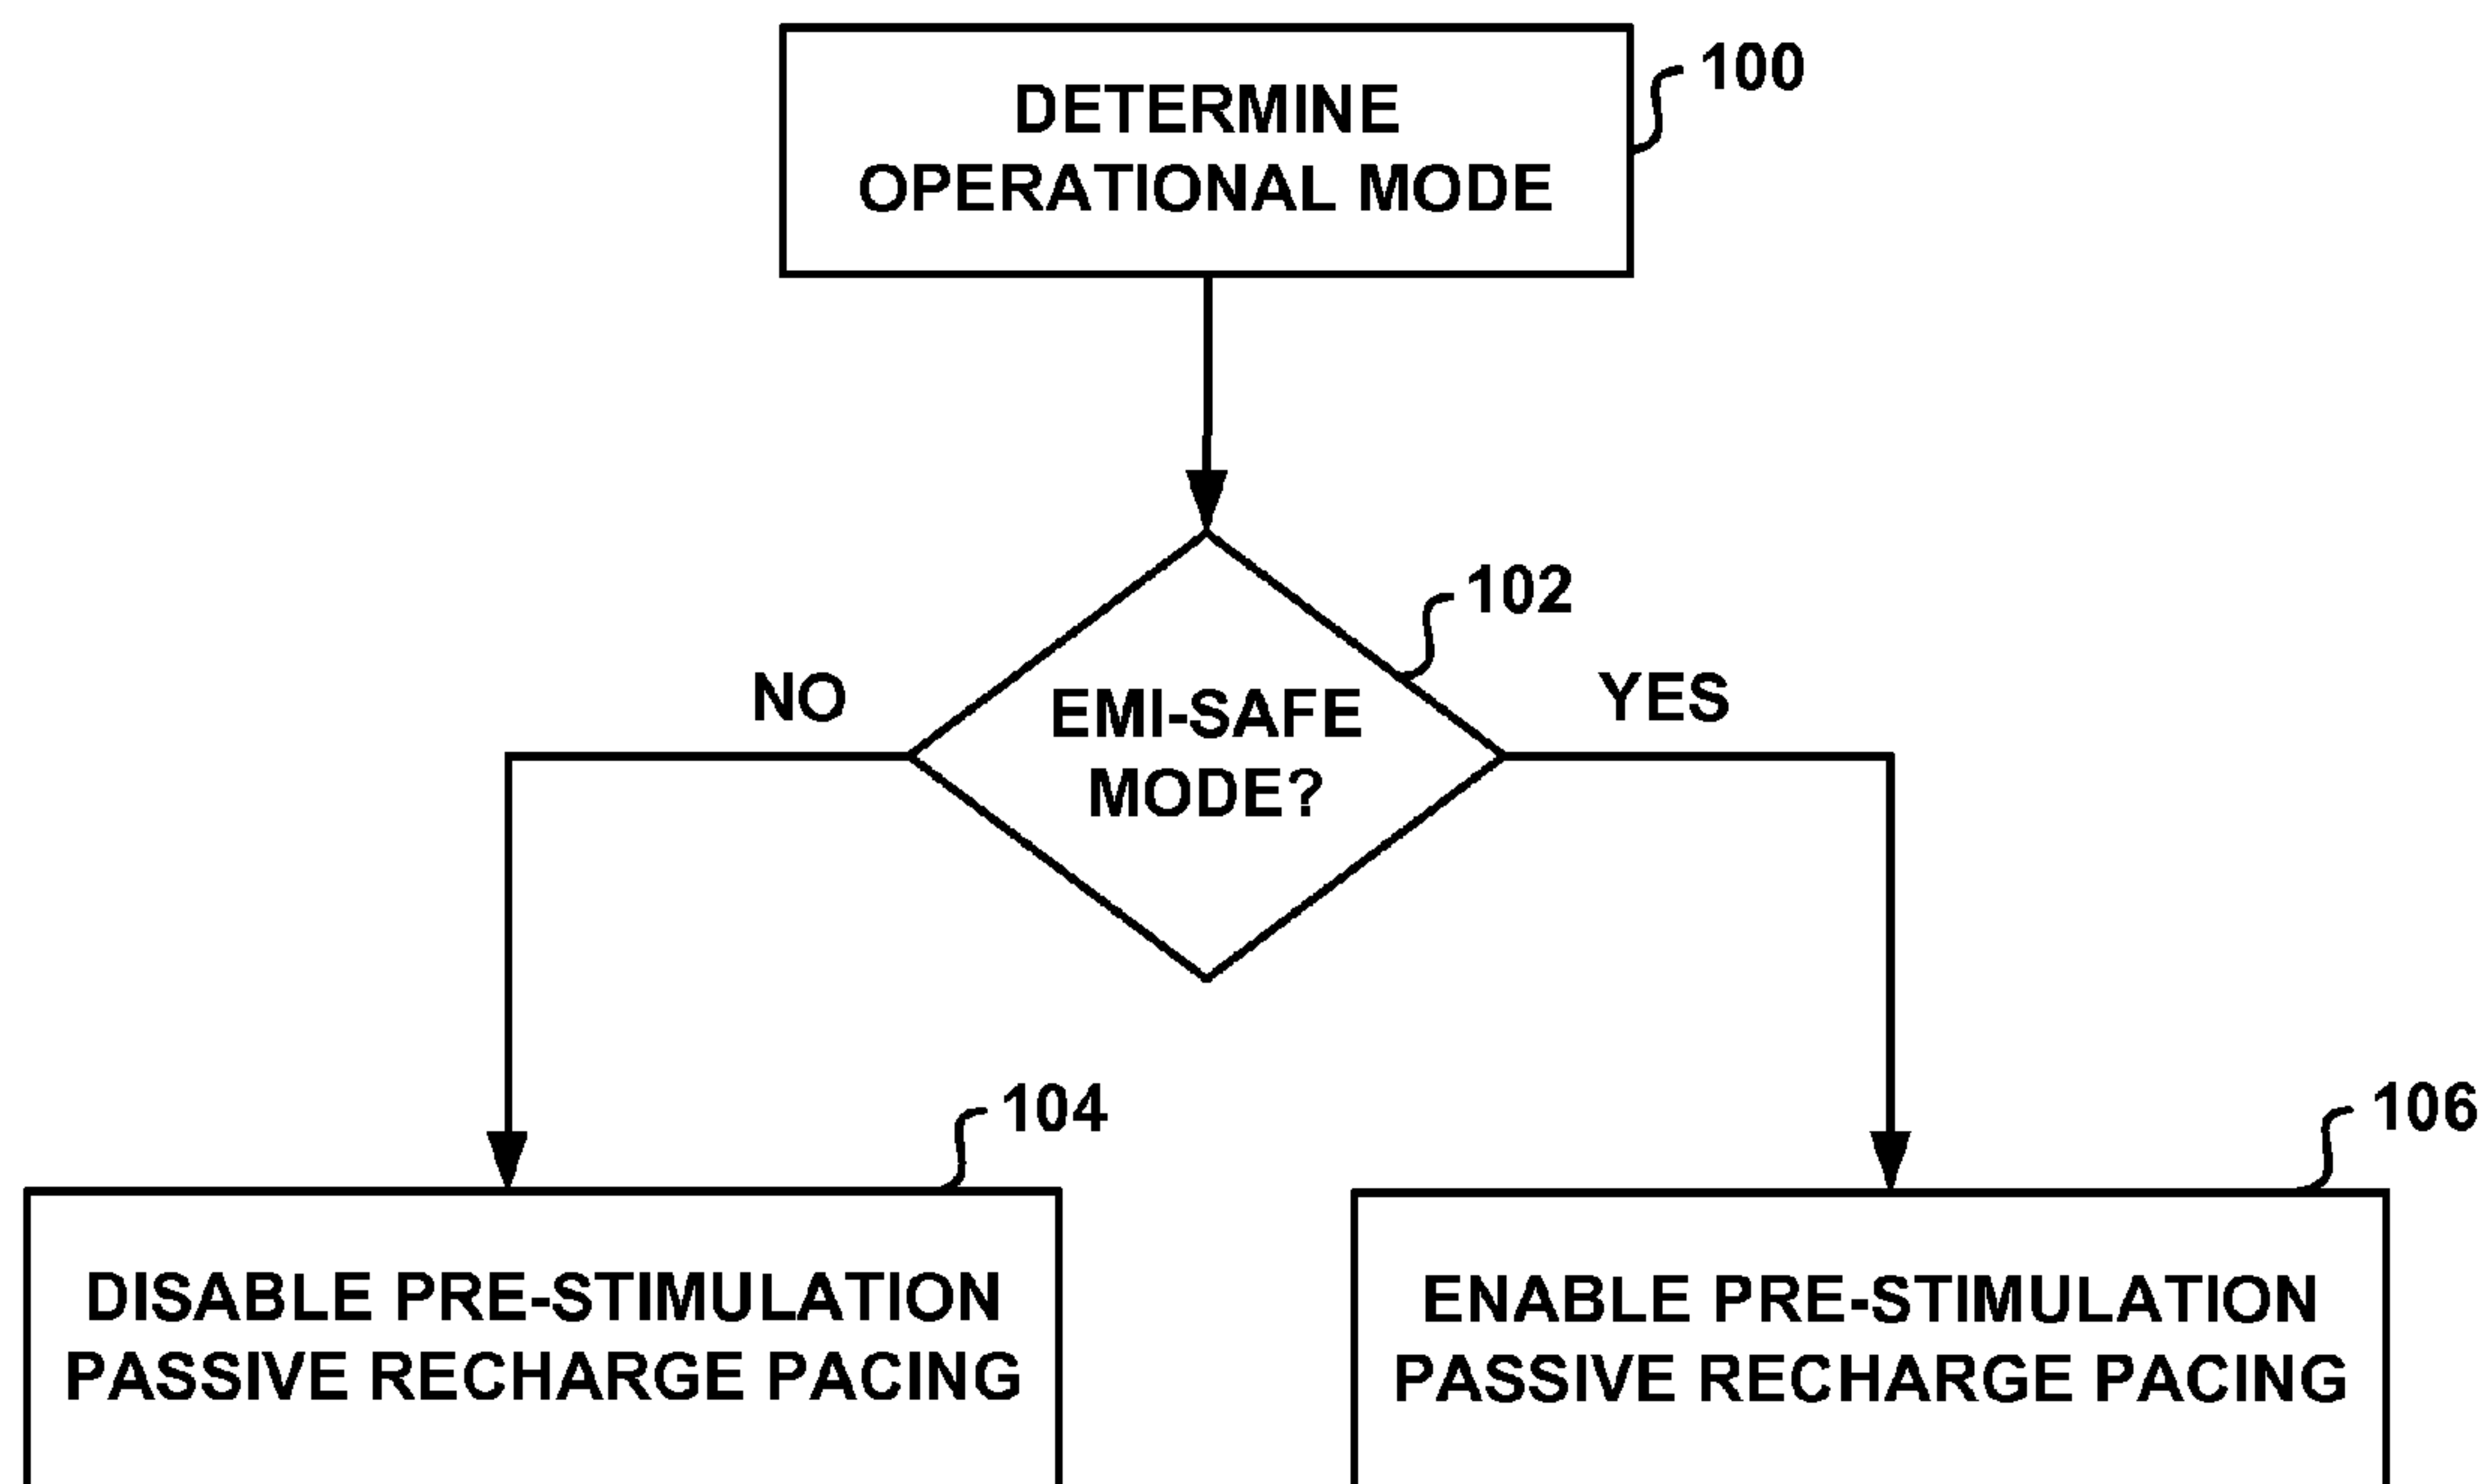 DETERMINE
OPERATIONAL MODE
100
102
NO
EMI-SAFE
MODE?
YES
104
106
DISABLE PRE-STIMULATION
PASSIVE RECHARGE PACING
ENABLE PRE-STIMULATION
PASSIVE RECHARGE PACING